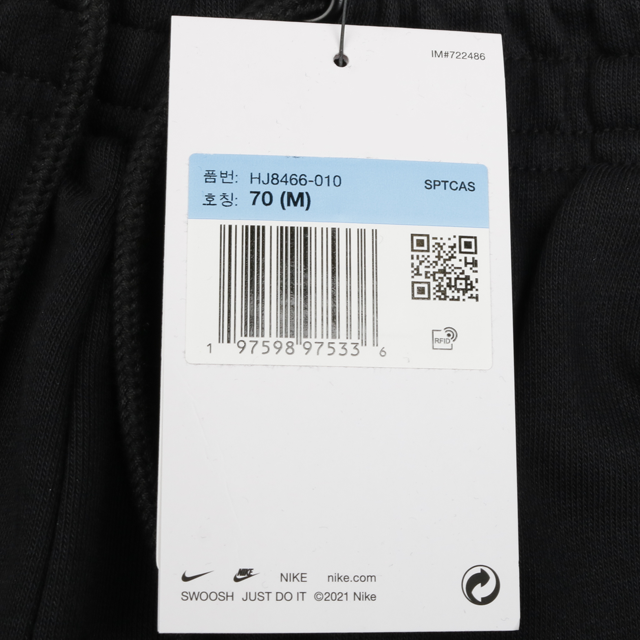 IM#722486
품번: HJ8466-010
SPTCAS
호칭: 70 (M)
1 97598 97533 6
RFID
NIKE NIKE nike.com
SWOOSH JUST DO IT ©2021 Nike